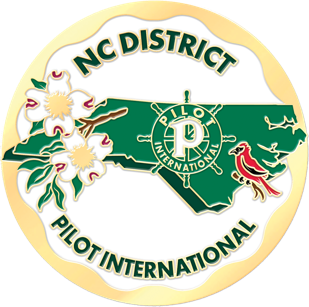 NC DISTRICT
PILOT
P
INTERNATIONAL
PILOT INTERNATIONAL